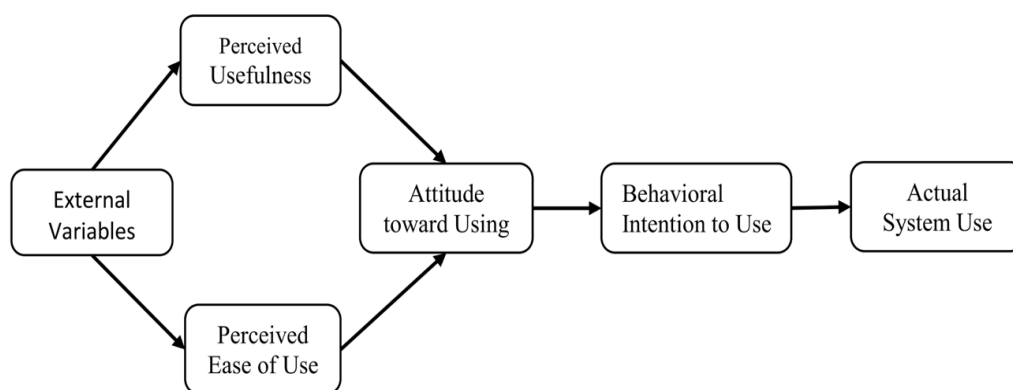 Perceived
Usefulness
External
Variables
Attitude
toward Using
Behavioral
Intention to Use
Actual
System Use
Perceived
Ease of Use